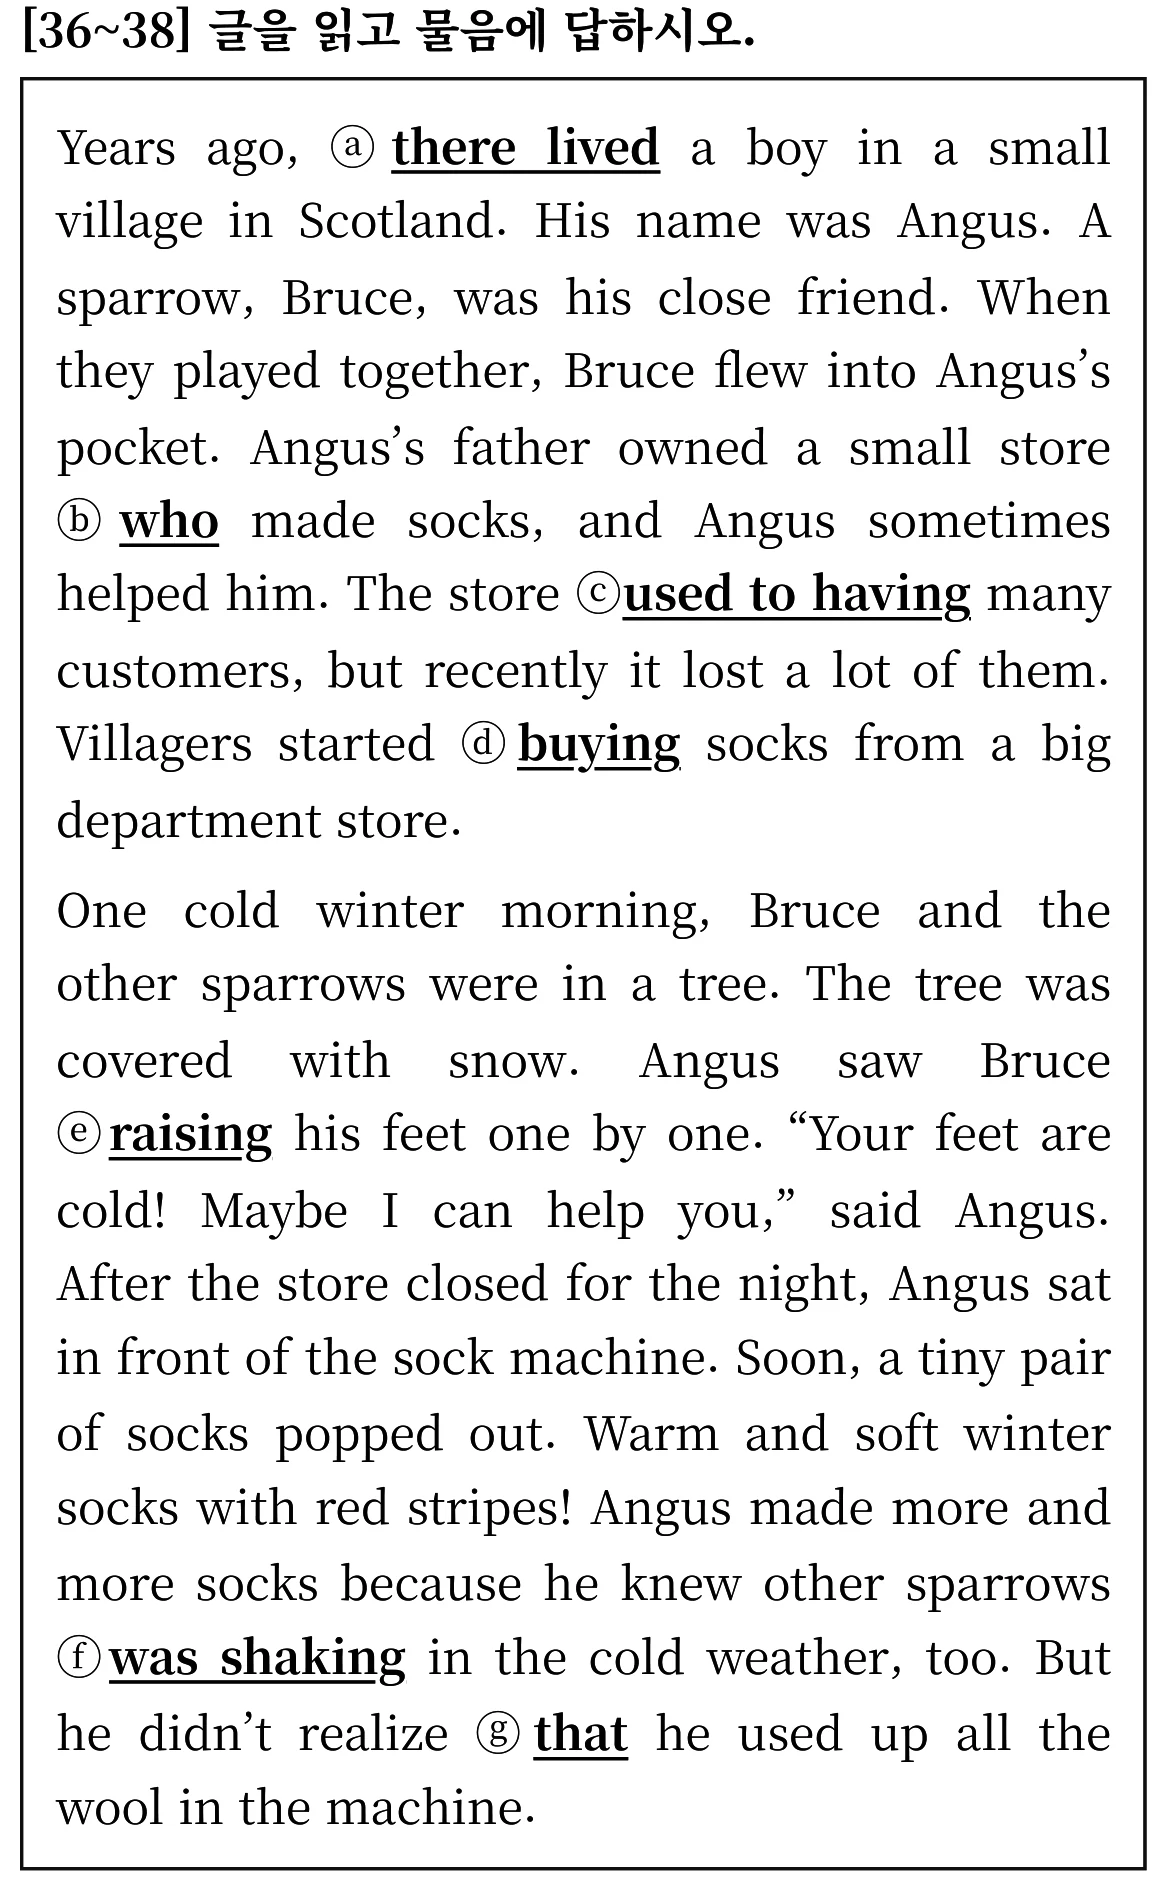 [36~38] 글을 읽고 물음에 답하시오.
Years ago, ⓐ there lived a boy in a small
village in Scotland. His name was Angus. A
sparrow, Bruce, was his close friend. When
they played together, Bruce flew into Angus’s
pocket. Angus’s father owned a small store
ⓑ who made socks, and Angus sometimes
helped him. The store ⓒused to having many
customers, but recently it lost a lot of them.
Villagers started ⓓ buying socks from a big
department store.
One cold winter morning, Bruce and the
other sparrows were in a tree. The tree was
covered with snow. Angus saw Bruce
ⓔ raising his feet one by one. “Your feet are
cold! Maybe I can help you,” said Angus.
After the store closed for the night, Angus sat
in front of the sock machine. Soon, a tiny pair
of socks popped out. Warm and soft winter
socks with red stripes! Angus made more and
more socks because he knew other sparrows
ⓕ was shaking in the cold weather, too. But
he didn’t realize ⓖ that he used up all the
wool in the machine.